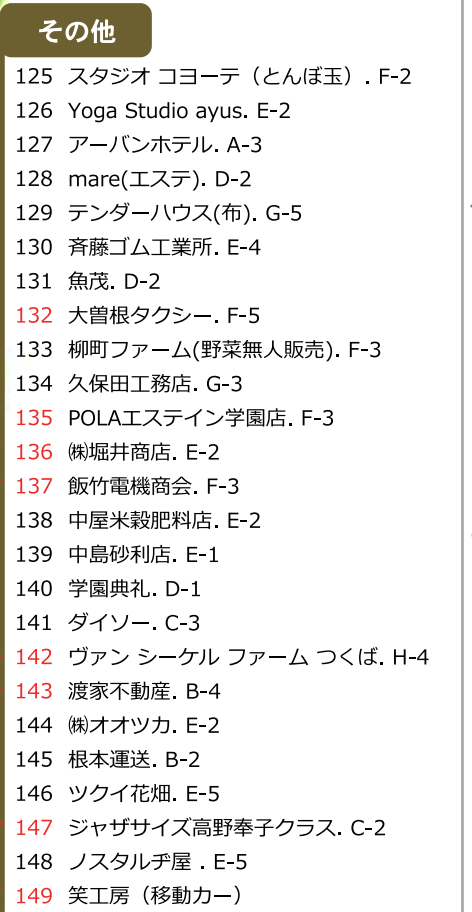 その他
125 スタジオ コヨーテ（とんぼ玉）. F-2
126 Yoga Studio ayus. E-2
127 アーバンホテル. A-3
128 mare(エステ). D-2
129 テンダーハウス(布). G-5
130 斉藤ゴム工業所. E-4
131 魚茂. D-2
132 大曽根タクシー. F-5
133 柳町ファーム(野菜無人販売). F-3
134 久保田工務店. G-3
135 POLAエステイン学園店. F-3
136 ㈱堀井商店. E-2
137 飯竹電機商会. F-3
138 中屋米穀肥料店. E-2
139 中島砂利店. E-1
140 学園典礼. D-1
141 ダイソー. C-3
142 ヴァン シーケル ファーム つくば. H-4
143 渡家不動産. B-4
144 ㈱オオツカ. E-2
145 根本運送. B-2
146 ツクイ花畑. E-5
147 ジャザサイズ高野奉子クラス. C-2
148 ノスタルヂ屋 . E-5
149 笑工房（移動カー）